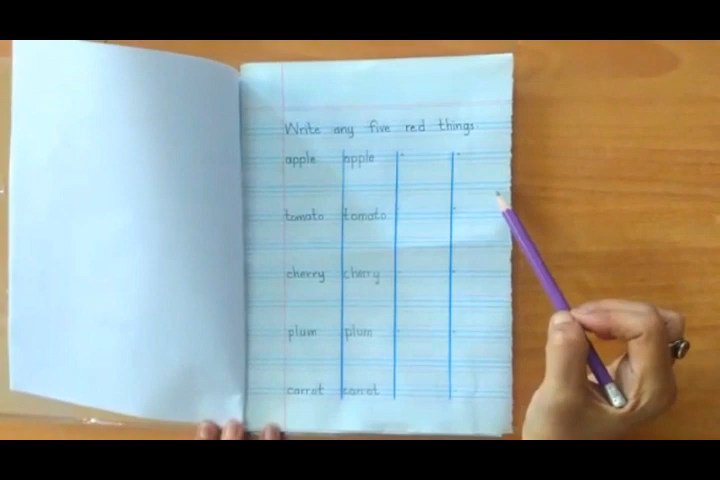 Write any five red things
apple apple
tomato tomato
cherry cherry
plum plum
carrot carrot